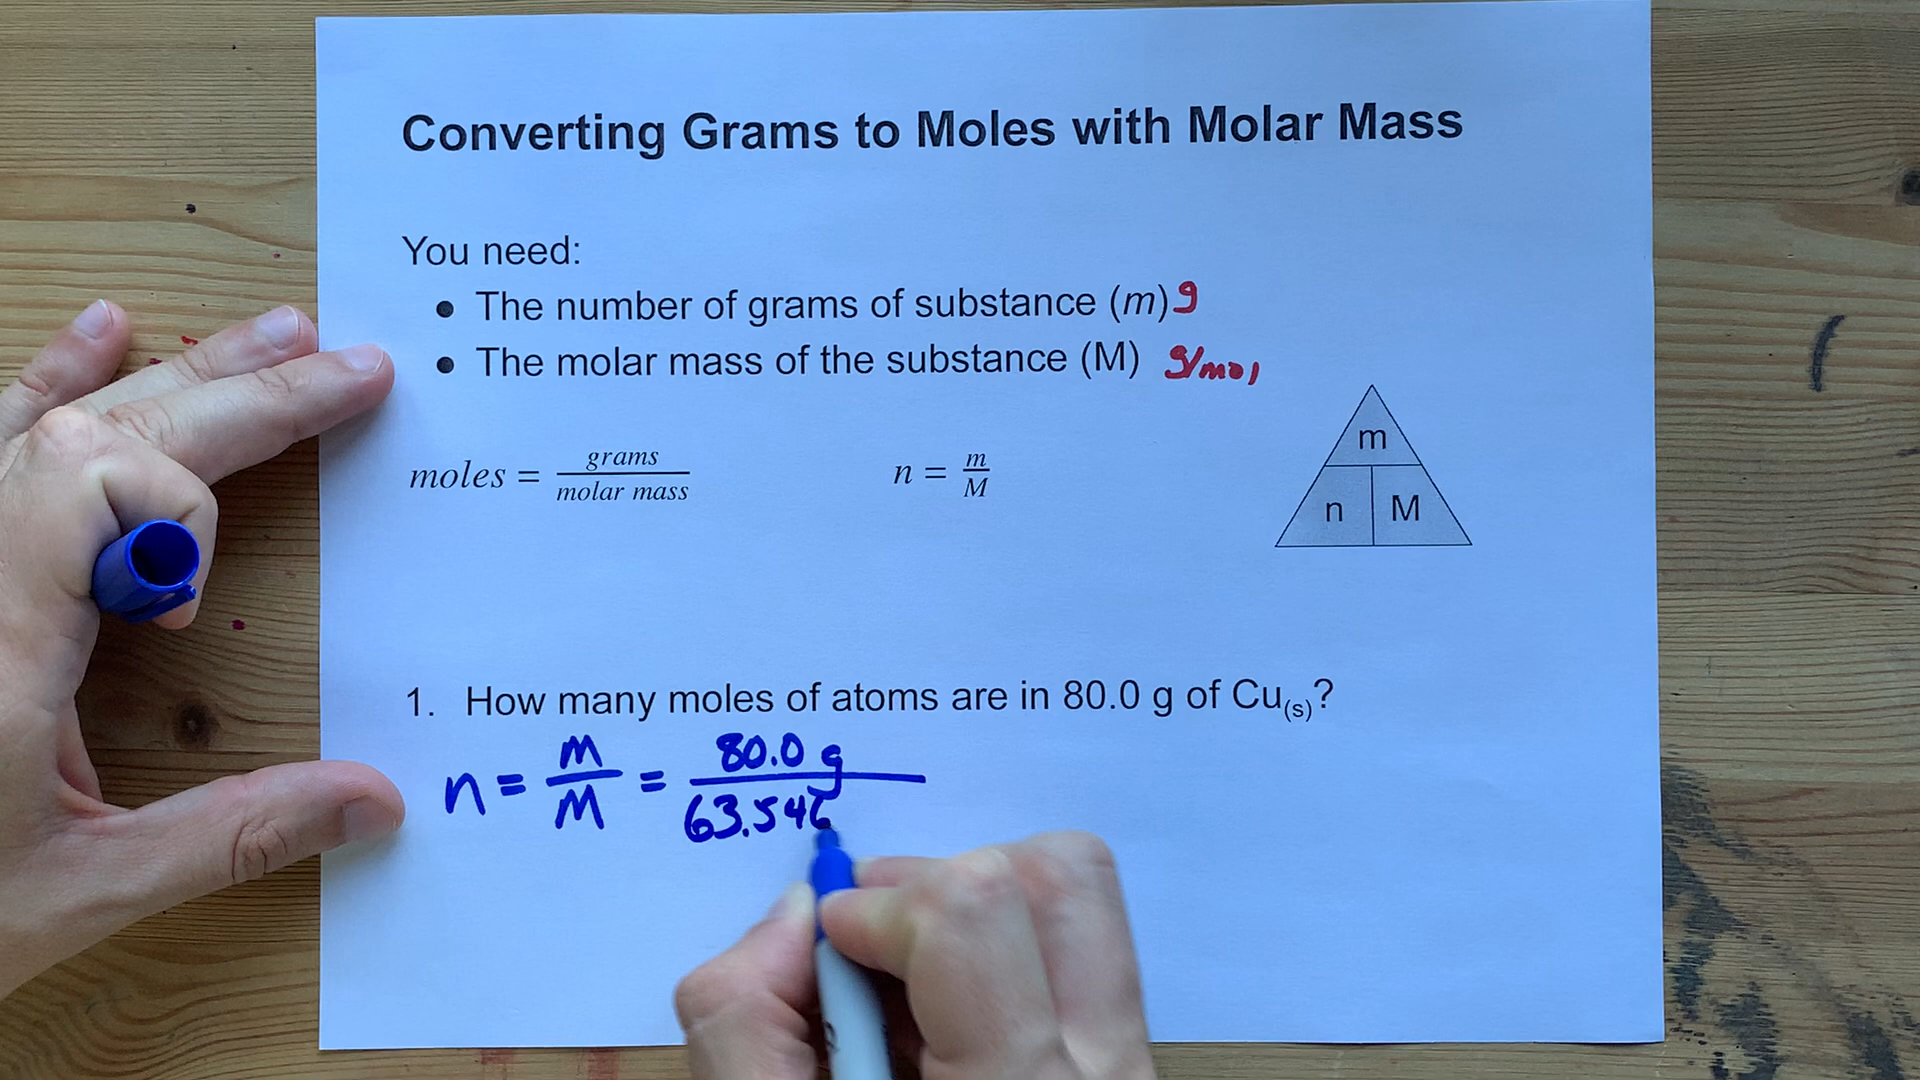 Converting Grams to Moles with Molar Mass
You need:
● The number of grams of substance (m) g
● The molar mass of the substance (M) g/mol
moles = grams / molar mass
n = m / M
m
n M
1. How many moles of atoms are in 80.0 g of Cu(s)?
n = m / M = 80.0 g / 63.546